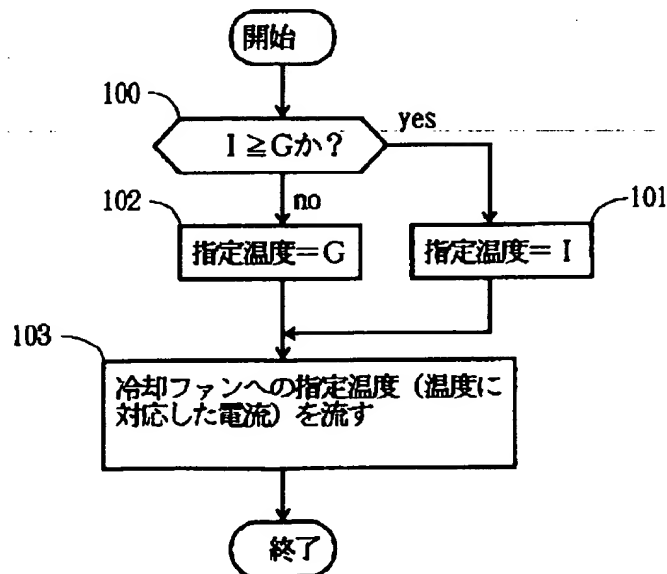 開始
100
I≧Gか?
yes
no
102
指定温度=G
101
指定温度=I
103
冷却ファンへの指定温度（温度に
対応した電流）を流す
終了